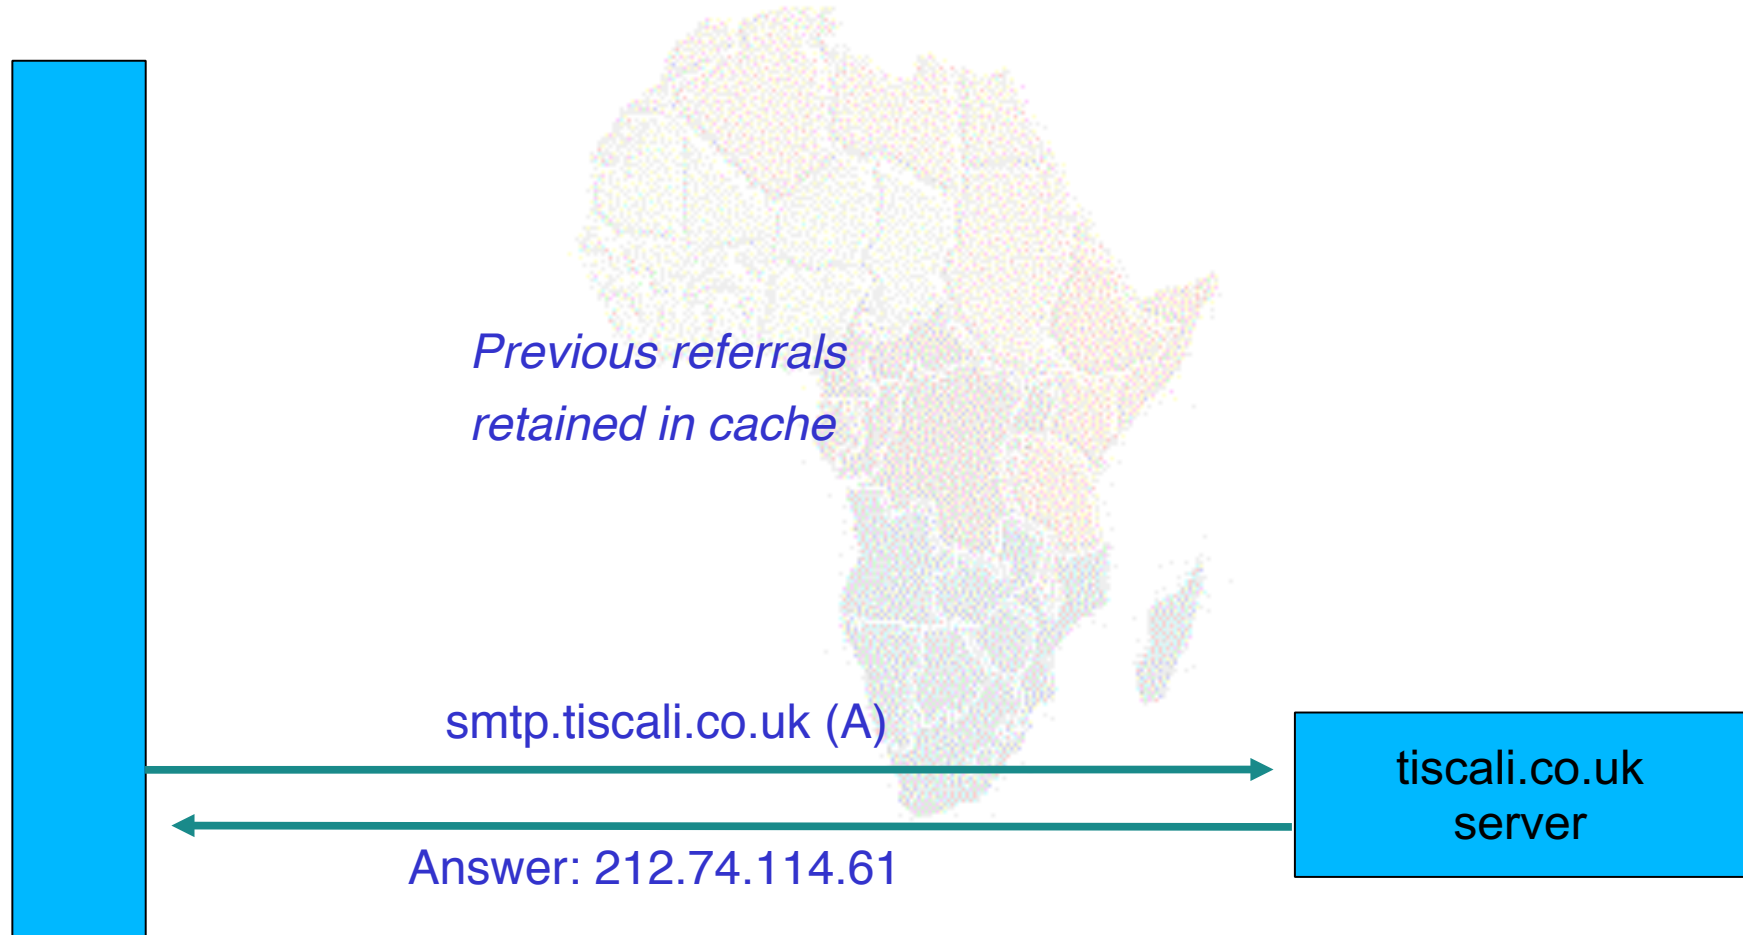 Previous referrals
retained in cache
smtp.tiscali.co.uk (A)
tiscali.co.uk
server
Answer: 212.74.114.61